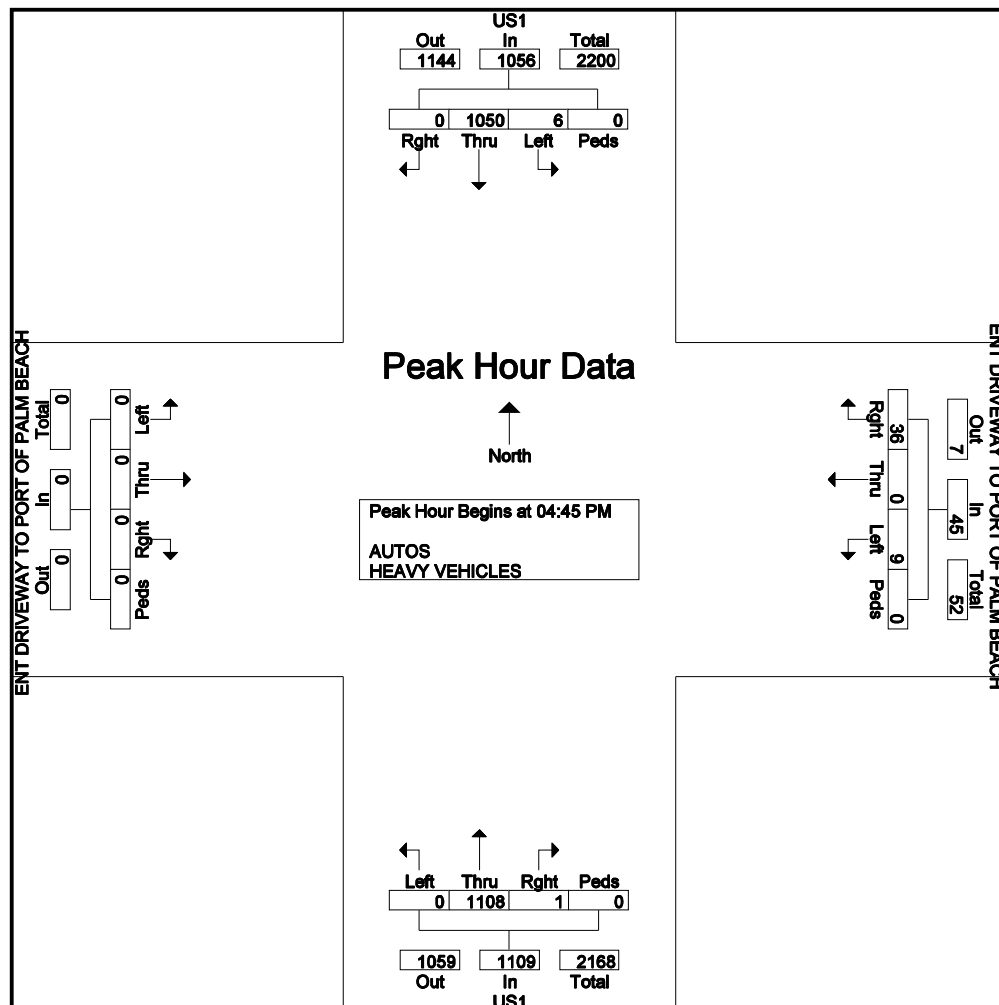 US1
Out In Total
1144 1056 2200
0 1050 6 0
Rght Thru Left Peds
Peak Hour Data
North
Peak Hour Begins at 04:45 PM
AUTOS
HEAVY VEHICLES
ENT DRIVEWAY TO PORT OF PALM BEACH
Out In Total
0 0 0
0 0 0 0
Left Thru Rght Peds
ENT DRIVEWAY TO PORT OF PALM BEACH
Out In Total
7 45 52
36 0 9 0
Rght Thru Left Peds
Left Thru Rght Peds
0 1108 1 0
1059 1109 2168
Out In Total
US1